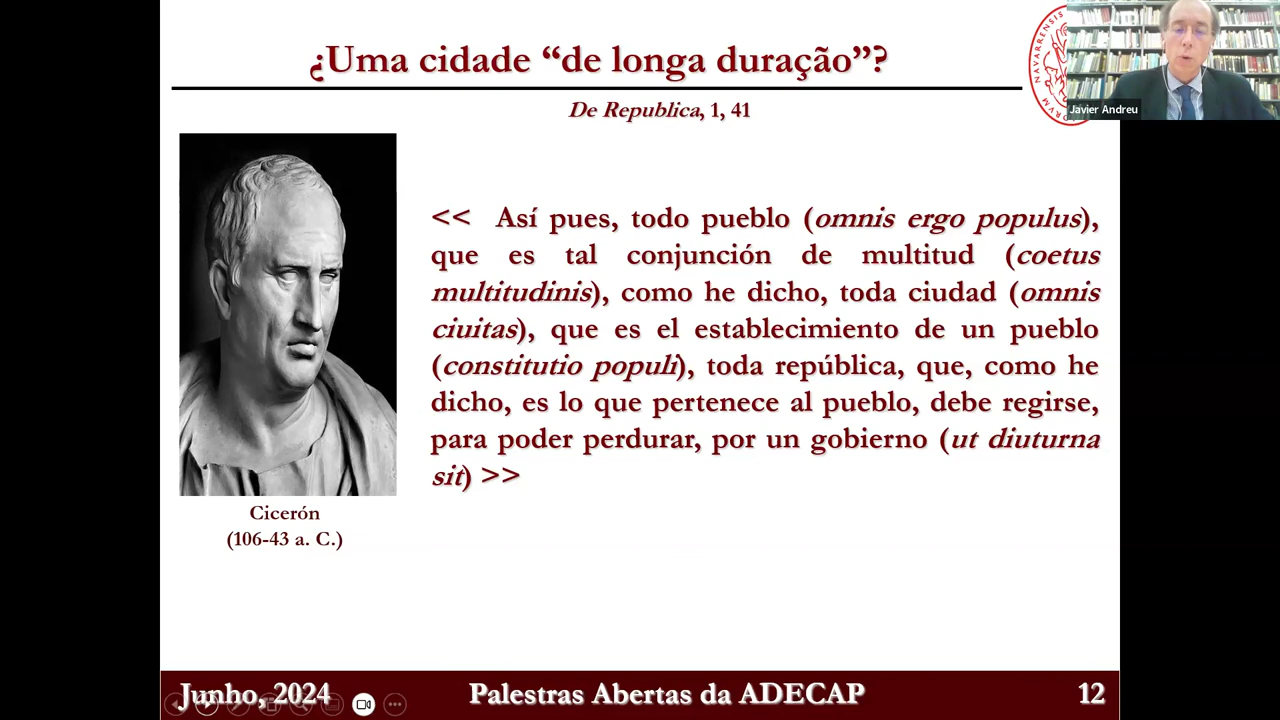 ¿Uma cidade “de longa duração”?
De Republica, 1, 41
NAVARRENSIS
Javier Andreu
<< Así pues, todo pueblo (omnis ergo populus),
que es tal conjunción de multitud (coetus
multitudinis), como he dicho, toda ciudad (omnis
ciuitas), que es el establecimiento de un pueblo
(constitutio populi), toda república, que, como he
dicho, es lo que pertenece al pueblo, debe regirse,
para poder perdurar, por un gobierno (ut diuturna
sit) >>
Cicerón
(106-43 a. C.)
Junho, 2024
Palestras Abertas da ADECAP
12